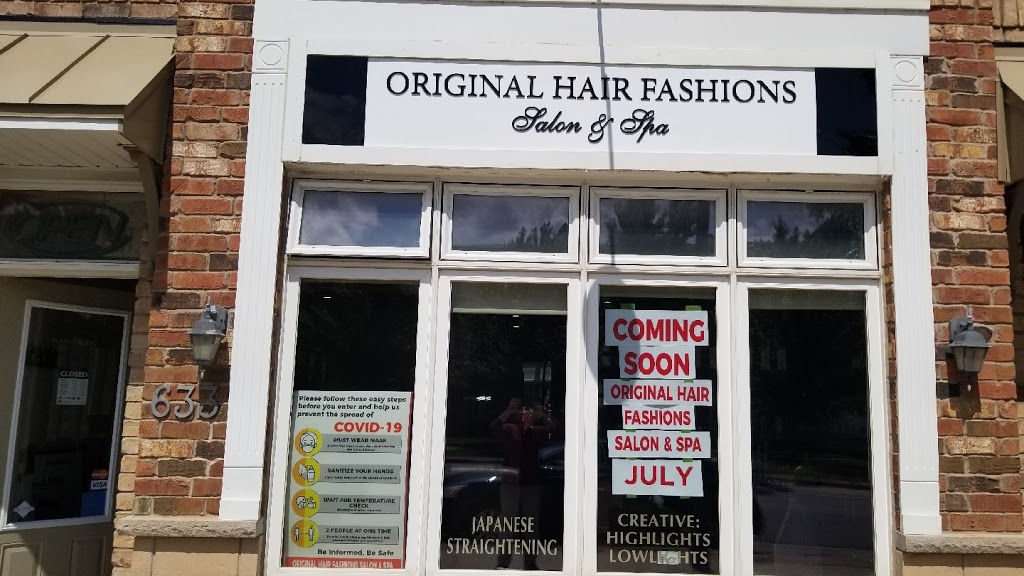 ORIGINAL HAIR FASHIONS
Salon & Spa
OPEN
633
CLOSED
VISA
Please follow these easy steps
before you enter and help us
prevent the spread of
COVID-19
MUST WEAR MASK
SANITIZE YOUR HANDS
WAIT FOR TEMPERATURE
CHECK
2 PEOPLE AT ONE TIME
Be Informed. Be Safe
ORIGINAL HAIR FASHIONS SALON & SPA
JAPANESE
STRAIGHTENING
COMING
SOON
ORIGINAL HAIR
FASHIONS
SALON & SPA
JULY
CREATIVE:
HIGHLIGHTS
LOWLIGHTS